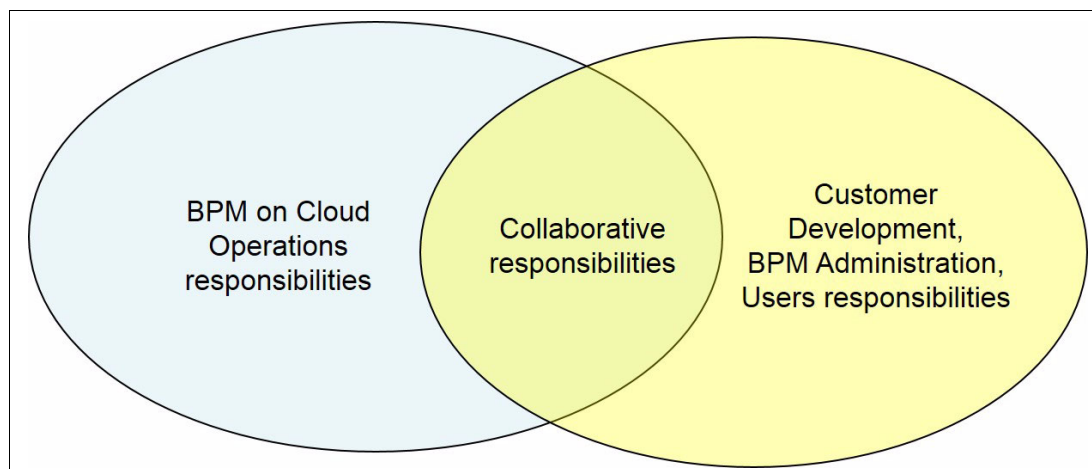 BPM on Cloud
Operations
responsibilities
Collaborative
responsibilities
Customer
Development,
BPM Administration,
Users responsibilities